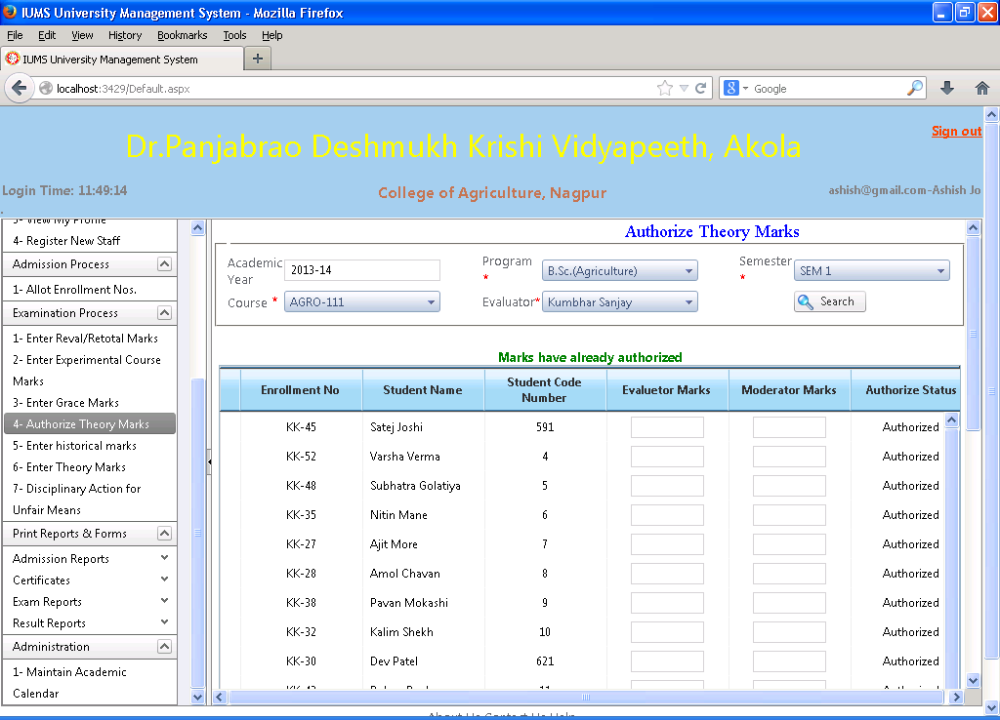 IUMS University Management System - Mozilla Firefox
File Edit View History Bookmarks Tools Help
IUMS University Management System
localhost:3429/Default.aspx
Google
Sign out
Dr.Panjabrao Deshmukh Krishi Vidyapeeth, Akola
Login Time: 11:49:14
College of Agriculture, Nagpur
ashish@gmail.com-Ashish Jo
3- View My Profile
4- Register New Staff
Admission Process
1- Allot Enrollment Nos.
Examination Process
1- Enter Reval/Retotal Marks
2- Enter Experimental Course
Marks
3- Enter Grace Marks
4- Authorize Theory Marks
5- Enter historical marks
6- Enter Theory Marks
7- Disciplinary Action for
Unfair Means
Print Reports & Forms
Admission Reports
Certificates
Exam Reports
Result Reports
Administration
1- Maintain Academic
Calendar
Authorize Theory Marks
Academic Year 2013-14 Program * B.Sc.(Agriculture) Semester * SEM 1
Course * AGRO-111 Evaluator* Kumbhar Sanjay Search
Marks have already authorized
Enrollment No Student Name Student Code Number Evaluetor Marks Moderator Marks Authorize Status
KK-45 Satej Joshi 591 Authorized
KK-52 Varsha Verma 4 Authorized
KK-48 Subhatra Golatiya 5 Authorized
KK-35 Nitin Mane 6 Authorized
KK-27 Ajit More 7 Authorized
KK-28 Amol Chavan 8 Authorized
KK-38 Pavan Mokashi 9 Authorized
KK-32 Kalim Shekh 10 Authorized
KK-30 Dev Patel 621 Authorized
About Us Contact Us Help